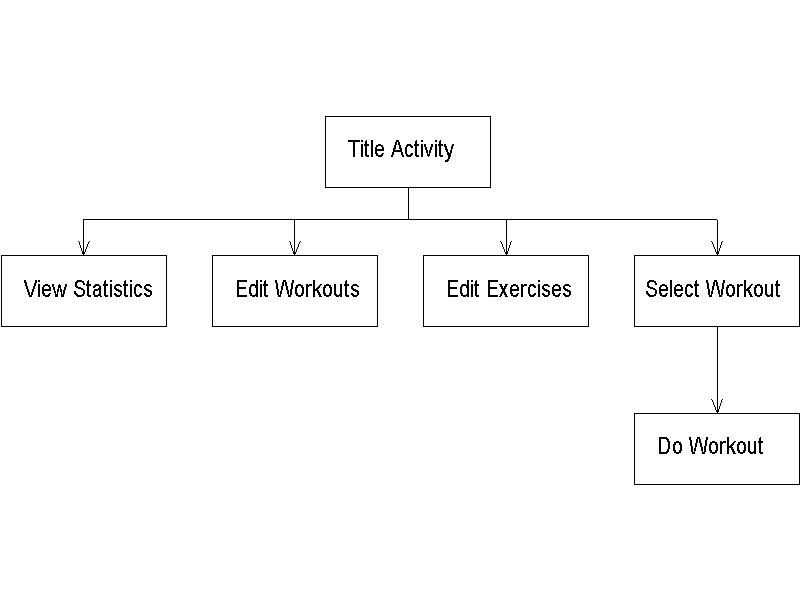 Title Activity
View Statistics
Edit Workouts
Edit Exercises
Select Workout
Do Workout